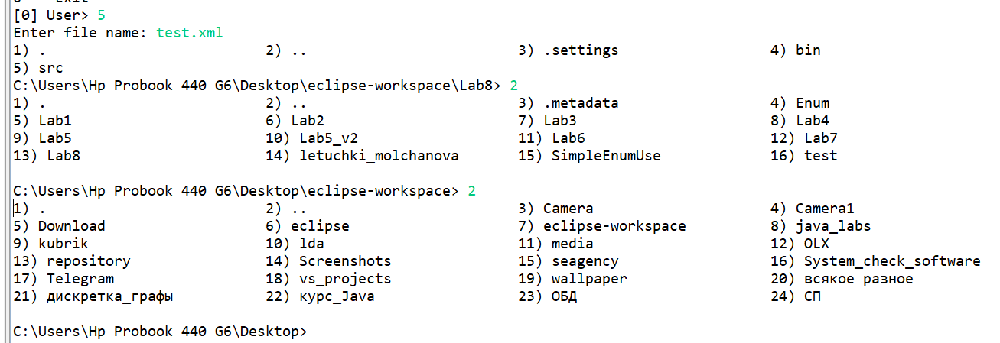 [0] User> 5
Enter file name: test.xml
1) . 2) .. 3) .settings 4) bin
5) src
C:\Users\Hp Probook 440 G6\Desktop\eclipse-workspace\Lab8> 2
1) . 2) .. 3) .metadata 4) Enum
5) Lab1 6) Lab2 7) Lab3 8) Lab4
9) Lab5 10) Lab5_v2 11) Lab6 12) Lab7
13) Lab8 14) letuchki_molchanova 15) SimpleEnumUse 16) test
C:\Users\Hp Probook 440 G6\Desktop\eclipse-workspace> 2
1) . 2) .. 3) Camera 4) Camera1
5) Download 6) eclipse 7) eclipse-workspace 8) java_labs
9) kubrik 10) lda 11) media 12) OLX
13) repository 14) Screenshots 15) seagency 16) System_check_software
17) Telegram 18) vs_projects 19) wallpaper 20) всякое разное
21) дискретка_графы 22) курс_Java 23) ОБД 24) СП
C:\Users\Hp Probook 440 G6\Desktop>